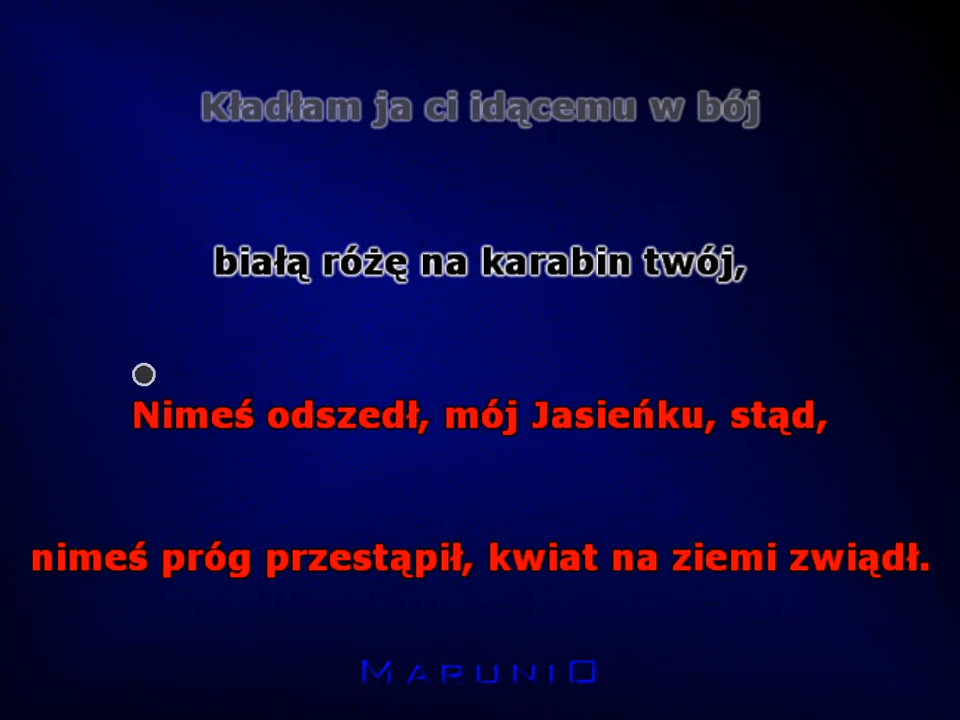 Kładłam ja ci idącemu w bój
białą różę na karabin twój,
Nimeś odszedł, mój Jasieńku, stąd,
nimeś próg przestąpił, kwiat na ziemi zwiądł.
MARUNIO